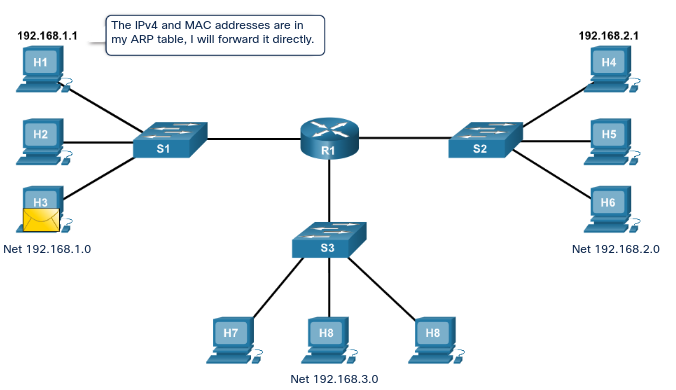 The IPv4 and MAC addresses are in
my ARP table, I will forward it directly.
192.168.1.1
192.168.2.1
H1
H4
H2
S1
R1
S2
H5
H3
H6
Net 192.168.1.0
S3
Net 192.168.2.0
H7
H8
H8
Net 192.168.3.0